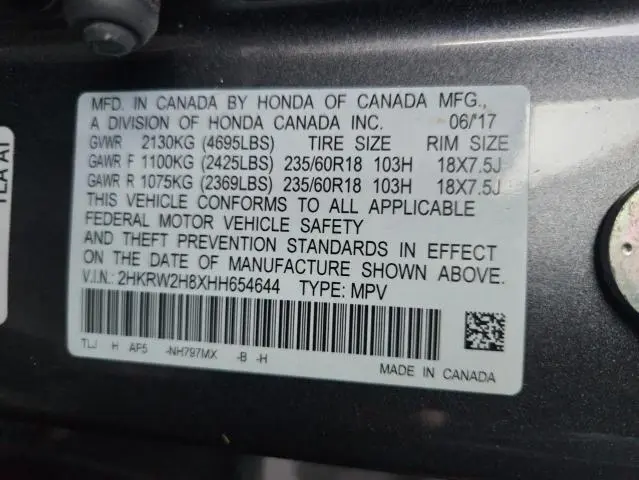 MFD. IN CANADA BY HONDA OF CANADA MFG.,
A DIVISION OF HONDA CANADA INC. 06/'17
GVWR 2130KG (4695LBS) TIRE SIZE RIM SIZE
GAWR F 1100KG (2425LBS) 235/60R18 103H 18X7.5J
GAWR R 1075KG (2369LBS) 235/60R18 103H 18X7.5J
THIS VEHICLE CONFORMS TO ALL APPLICABLE
FEDERAL MOTOR VEHICLE SAFETY
AND THEFT PREVENTION STANDARDS IN EFFECT
ON THE DATE OF MANUFACTURE SHOWN ABOVE.
V.I.N.: 2HKRW2H8XHH654644 TYPE: MPV
TLJ H AP5 -NH797MX -B -H
MADE IN CANADA
TLA A1